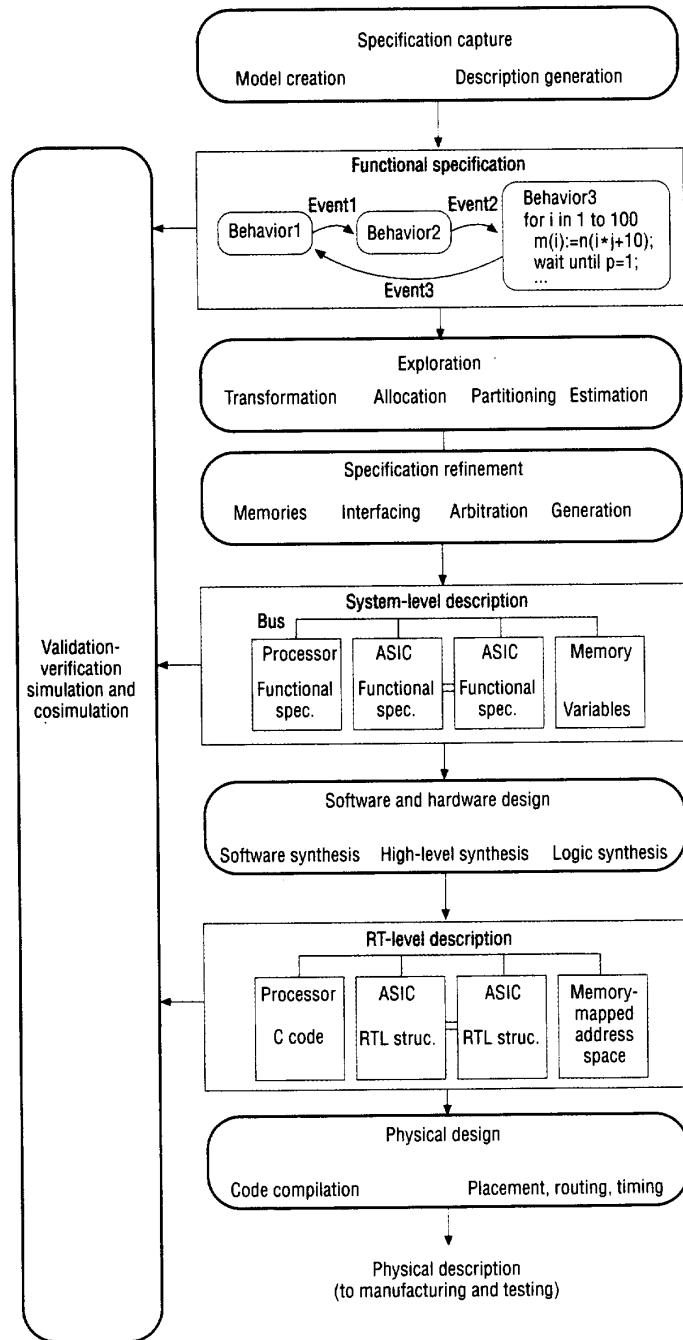 Specification capture
Model creation
Description generation
Functional specification
Event1
Event2
Behavior1
Behavior2
Behavior3
for i in 1 to 100
m(i):=n(i*j+10);
wait until p=1;
...
Event3
Exploration
Transformation
Allocation
Partitioning
Estimation
Specification refinement
Memories
Interfacing
Arbitration
Generation
System-level description
Bus
Processor
Functional
spec.
ASIC
Functional
spec.
ASIC
Functional
spec.
Memory
Variables
Validation-
verification
simulation and
cosimulation
Software and hardware design
Software synthesis
High-level synthesis
Logic synthesis
RT-level description
Processor
C code
ASIC
RTL struc.
ASIC
RTL struc.
Memory-
mapped
address
space
Physical design
Code compilation
Placement, routing, timing
Physical description
(to manufacturing and testing)